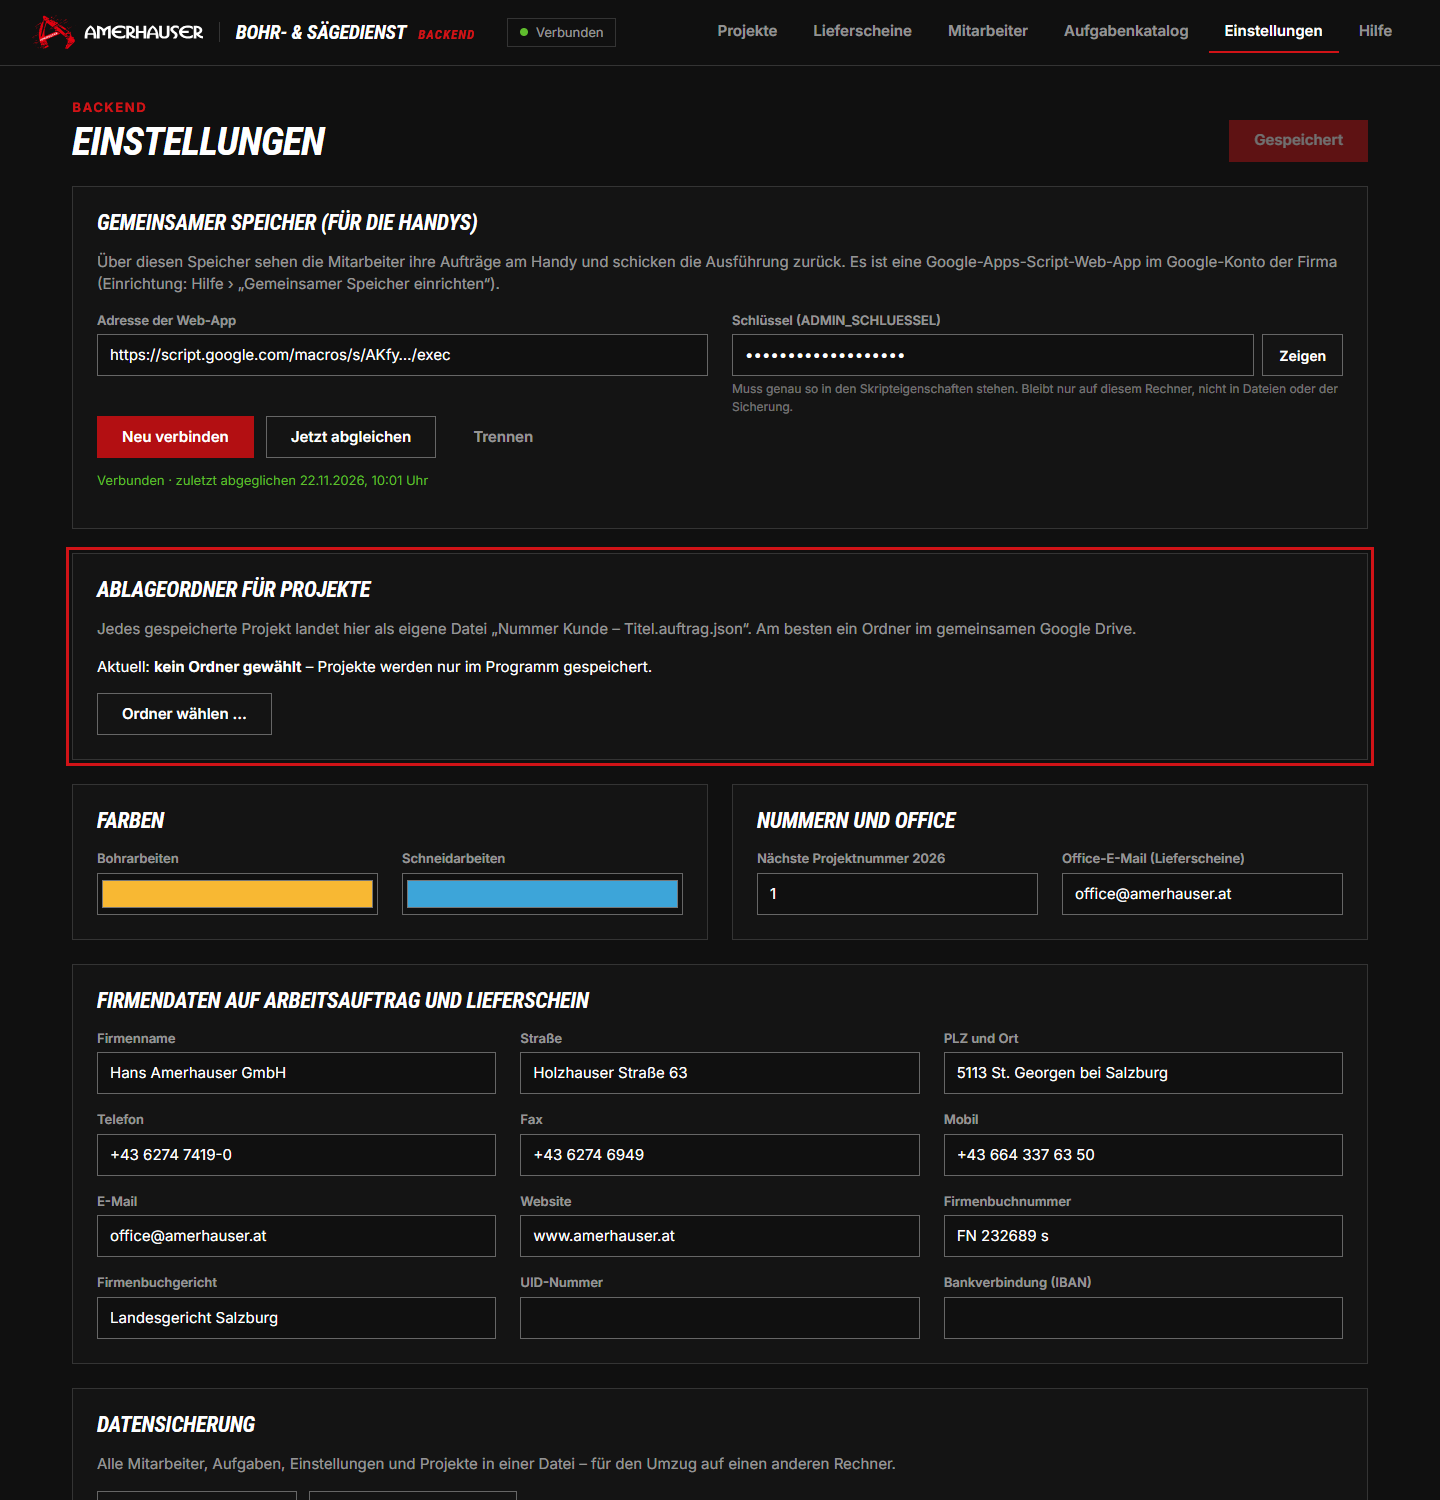 AMERHAUSER BOHR- & SÄGEDIENST BACKEND Verbunden Projekte Lieferscheine Mitarbeiter Aufgabenkatalog Einstellungen Hilfe
BACKEND
EINSTELLUNGEN
Gespeichert
GEMEINSAMER SPEICHER (FÜR DIE HANDYS)
Über diesen Speicher sehen die Mitarbeiter ihre Aufträge am Handy und schicken die Ausführung zurück. Es ist eine Google-Apps-Script-Web-App im Google-Konto der Firma
(Einrichtung: Hilfe › „Gemeinsamer Speicher einrichten“).
Adresse der Web-App
https://script.google.com/macros/s/AKfy.../exec
Schlüssel (ADMIN_SCHLUESSEL)
•••••••••••••••••••
Zeigen
Muss genau so in den Skripteigenschaften stehen. Bleibt nur auf diesem Rechner, nicht in Dateien oder der
Sicherung.
Neu verbinden Jetzt abgleichen Trennen
Verbunden · zuletzt abgeglichen 22.11.2026, 10:01 Uhr
ABLAGEORDNER FÜR PROJEKTE
Jedes gespeicherte Projekt landet hier als eigene Datei „Nummer Kunde – Titel.auftrag.json“. Am besten ein Ordner im gemeinsamen Google Drive.
Aktuell: kein Ordner gewählt – Projekte werden nur im Programm gespeichert.
Ordner wählen ...
FARBEN
Bohrarbeiten Schneidarbeiten
NUMMERN UND OFFICE
Nächste Projektnummer 2026 Office-E-Mail (Lieferscheine)
1 office@amerhauser.at
FIRMENDATEN AUF ARBEITSAUFTRAG UND LIEFERSCHEIN
Firmenname Straße PLZ und Ort
Hans Amerhauser GmbH Holzhauser Straße 63 5113 St. Georgen bei Salzburg
Telefon Fax Mobil
+43 6274 7419-0 +43 6274 6949 +43 664 337 63 50
E-Mail Website Firmenbuchnummer
office@amerhauser.at www.amerhauser.at FN 232689 s
Firmenbuchgericht UID-Nummer Bankverbindung (IBAN)
Landesgericht Salzburg
DATENSICHERUNG
Alle Mitarbeiter, Aufgaben, Einstellungen und Projekte in einer Datei – für den Umzug auf einen anderen Rechner.